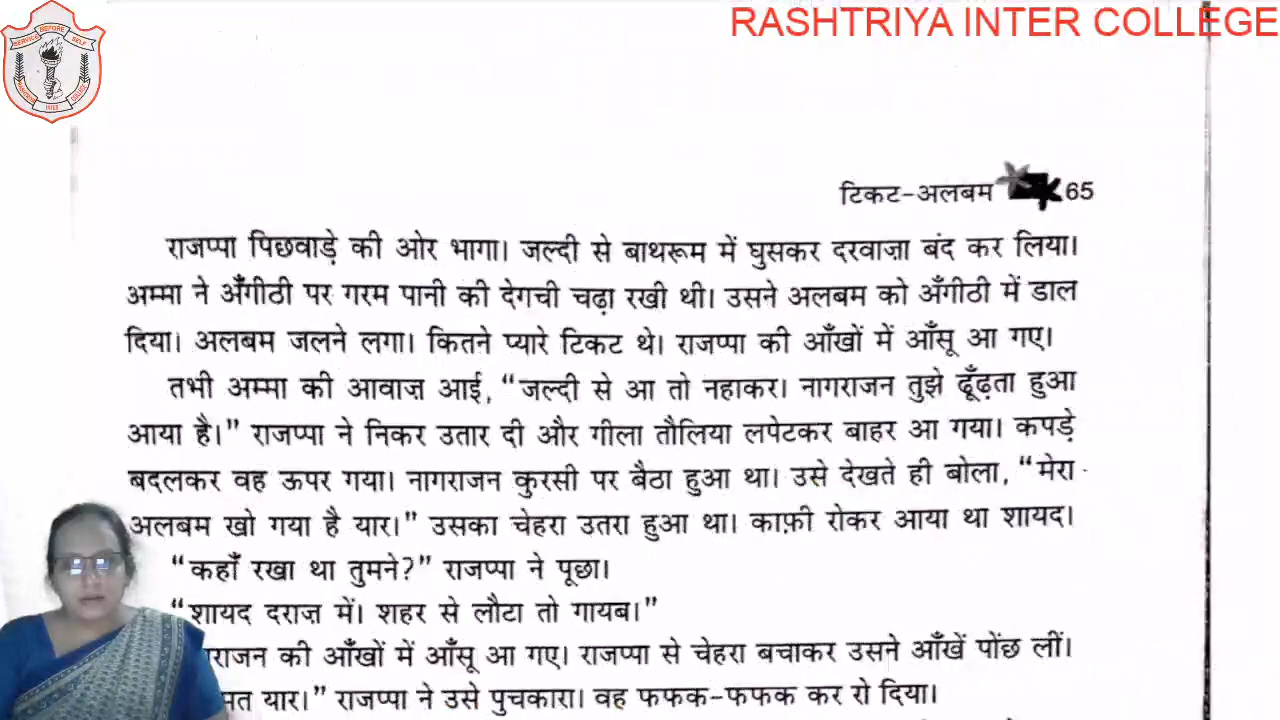 RASHTRIYA INTER COLLEGE
SERVICE BEFORE SELF
टिकट-अलबम 65
राजप्पा पिछवाड़े की ओर भागा। जल्दी से बाथरूम में घुसकर दरवाज़ा बंद कर लिया।
अम्मा ने अँगीठी पर गरम पानी की देगची चढ़ा रखी थी। उसने अलबम को अँगीठी में डाल
दिया। अलबम जलने लगा। कितने प्यारे टिकट थे। राजप्पा की आँखों में आँसू आ गए।
तभी अम्मा की आवाज़ आई, “जल्दी से आ तो नहाकर। नागराजन तुझे ढूँढ़ता हुआ
आया है।” राजप्पा ने निकर उतार दी और गीला तौलिया लपेटकर बाहर आ गया। कपड़े
बदलकर वह ऊपर गया। नागराजन कुरसी पर बैठा हुआ था। उसे देखते ही बोला, “मेरा
अलबम खो गया है यार।” उसका चेहरा उतरा हुआ था। काफ़ी रोकर आया था शायद।
“कहाँ रखा था तुमने?” राजप्पा ने पूछा।
“शायद दराज़ में। शहर से लौटा तो गायब।”
राजन की आँखों में आँसू आ गए। राजप्पा से चेहरा बचाकर उसने आँखें पोंछ लीं।
मत यार।” राजप्पा ने उसे पुचकारा। वह फफक-फफक कर रो दिया।